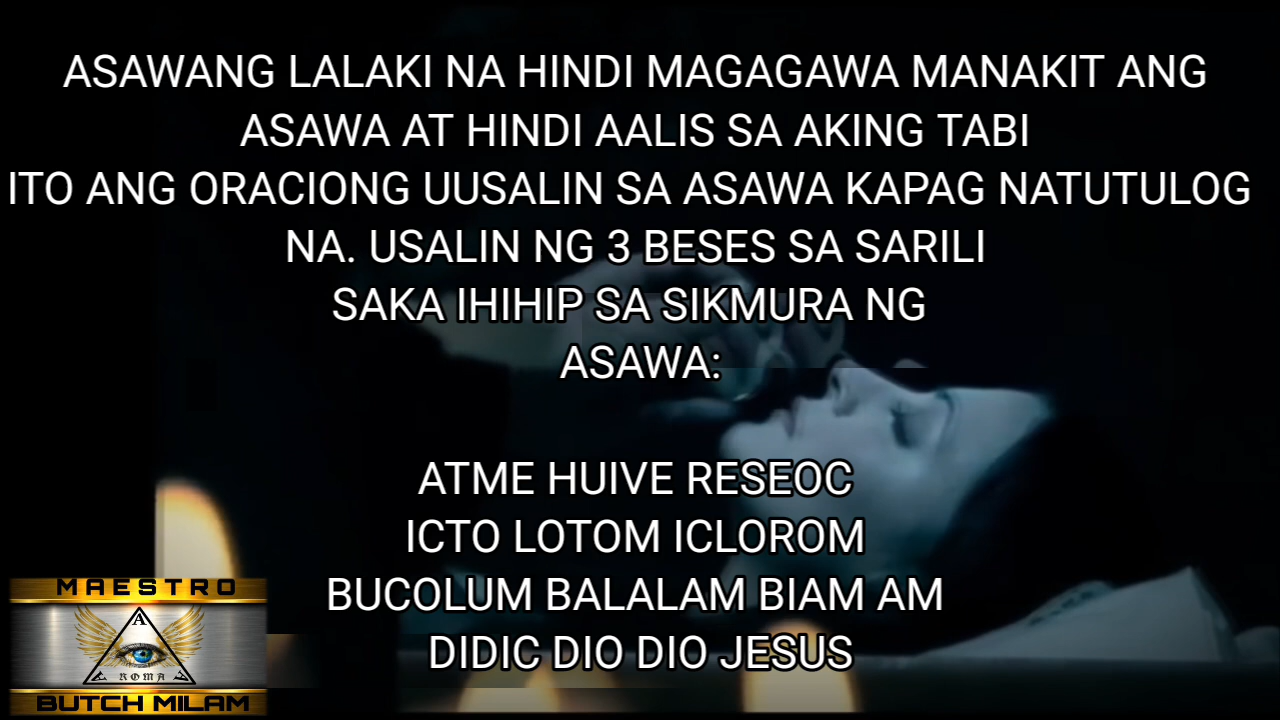 ASAWANG LALAKI NA HINDI MAGAGAWA MANAKIT ANG
ASAWA AT HINDI AALIS SA AKING TABI
ITO ANG ORACIONG UUSALIN SA ASAWA KAPAG NATUTULOG
NA. USALIN NG 3 BESES SA SARILI
SAKA IHIHIP SA SIKMURA NG
ASAWA:
ATME HUIVE RESEOC
ICTO LOTOM ICLOROM
BUCOLUM BALALAM BIAM AM
DIDIC DIO DIO JESUS
MAESTRO
A
ROMA
BUTCH MILAM